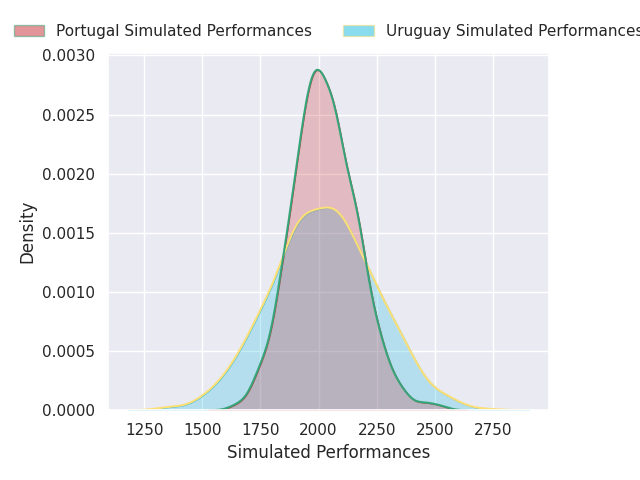 Portugal Simulated Performances Uruguay Simulated Performances
0.0030
0.0025
0.0020
0.0015
0.0010
0.0005
0.0000
Density
1250 1500 1750 2000 2250 2500 2750
Simulated Performances